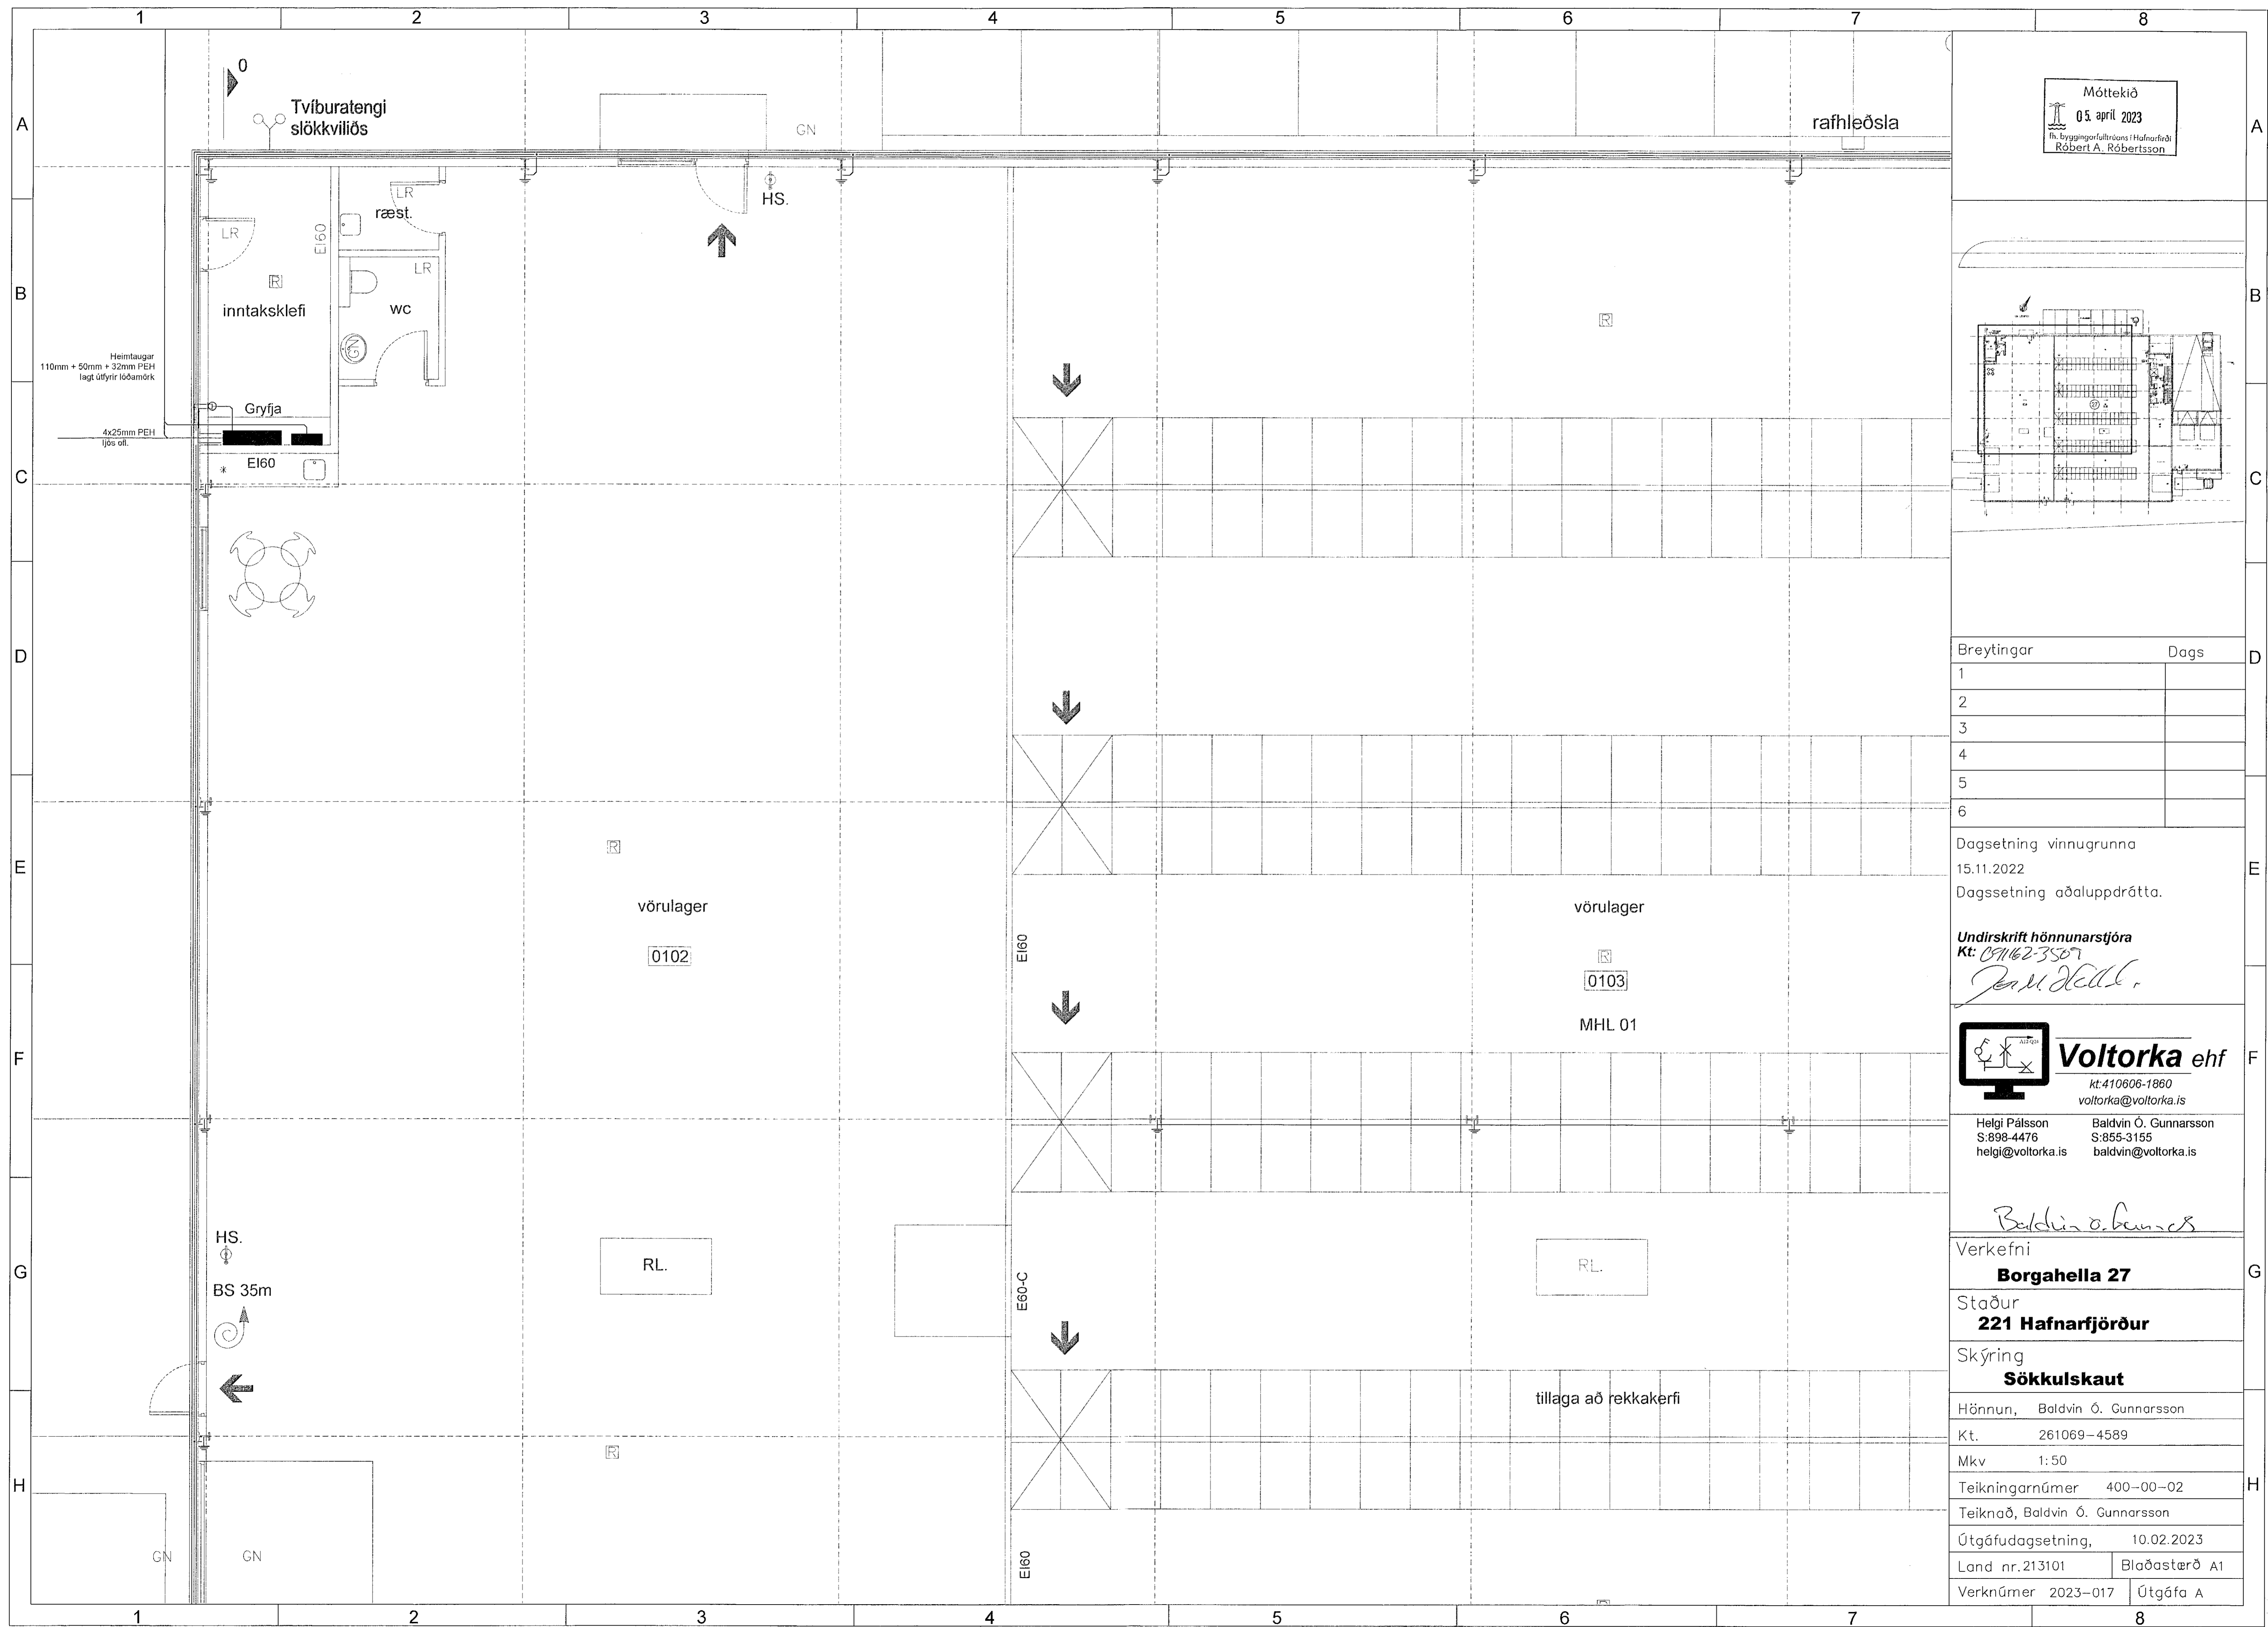 1 2 3 4 5 6 7 8
A
B
C
D
E
F
G
H
A
B
C
D
E
F
G
H
1 2 3 4 5 6 7 8
0
Tvíburatengi
slökkviliðs
GN
rafhleðsla
HS.
LR
ræst.
LR
EI60
R
LR
inntaksklefi
wc
GN
R
Heimtaugar
110mm + 50mm + 32mm PEH
lagt útfyrir lóðamörk
Gryfja
4x25mm PEH
ljós ofl.
EI60
R
vörulager
0102
EI60
vörulager
R
0103
MHL 01
HS.
BS 35m
RL.
E60-C
RL.
tillaga að rekkakerfi
R
GN
GN
EI60
R
Móttekið
05. apríl 2023
fh. byggingarfulltrúans í Hafnarfirði
Róbert A. Róbertsson
27
Breytingar Dags
1
2
3
4
5
6
Dagsetning vinnugrunna
15.11.2022
Dagssetning aðaluppdrátta.
Undirskrift hönnunarstjóra
Kt: 091162-3509
Voltorka ehf
kt:410606-1860
voltorka@voltorka.is
Helgi Pálsson Baldvin Ó. Gunnarsson
S:898-4476 S:855-3155
helgi@voltorka.is baldvin@voltorka.is
Verkefni
Borgahella 27
Staður
221 Hafnarfjörður
Skýring
Sökkulskaut
Hönnun, Baldvin Ó. Gunnarsson
Kt. 261069-4589
Mkv 1:50
Teikningarnúmer 400-00-02
Teiknað, Baldvin Ó. Gunnarsson
Útgáfudagsetning, 10.02.2023
Land nr.213101 Blaðastærð A1
Verknúmer 2023-017 Útgáfa A